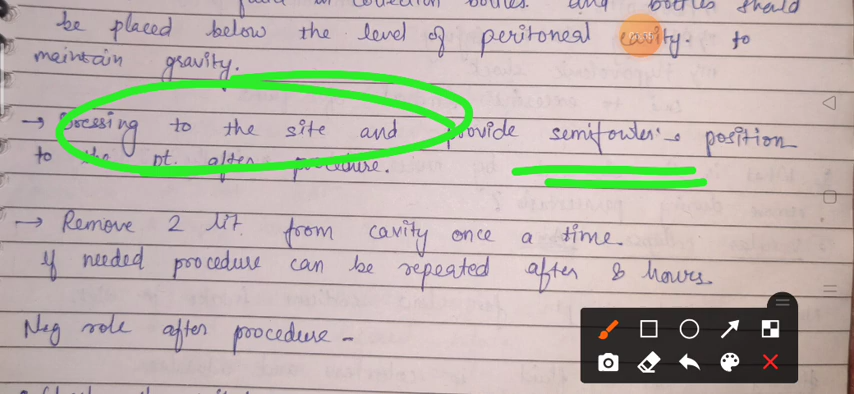 be placed below the level of peritoneal cavity to
maintain gravity.
→ Dressing to the site and provide semifowler's position
to the pt. after procedure.
→ Remove 2 lit. from cavity once a time.
If needed procedure can be repeated after 8 hours.
Nsg role after procedure -